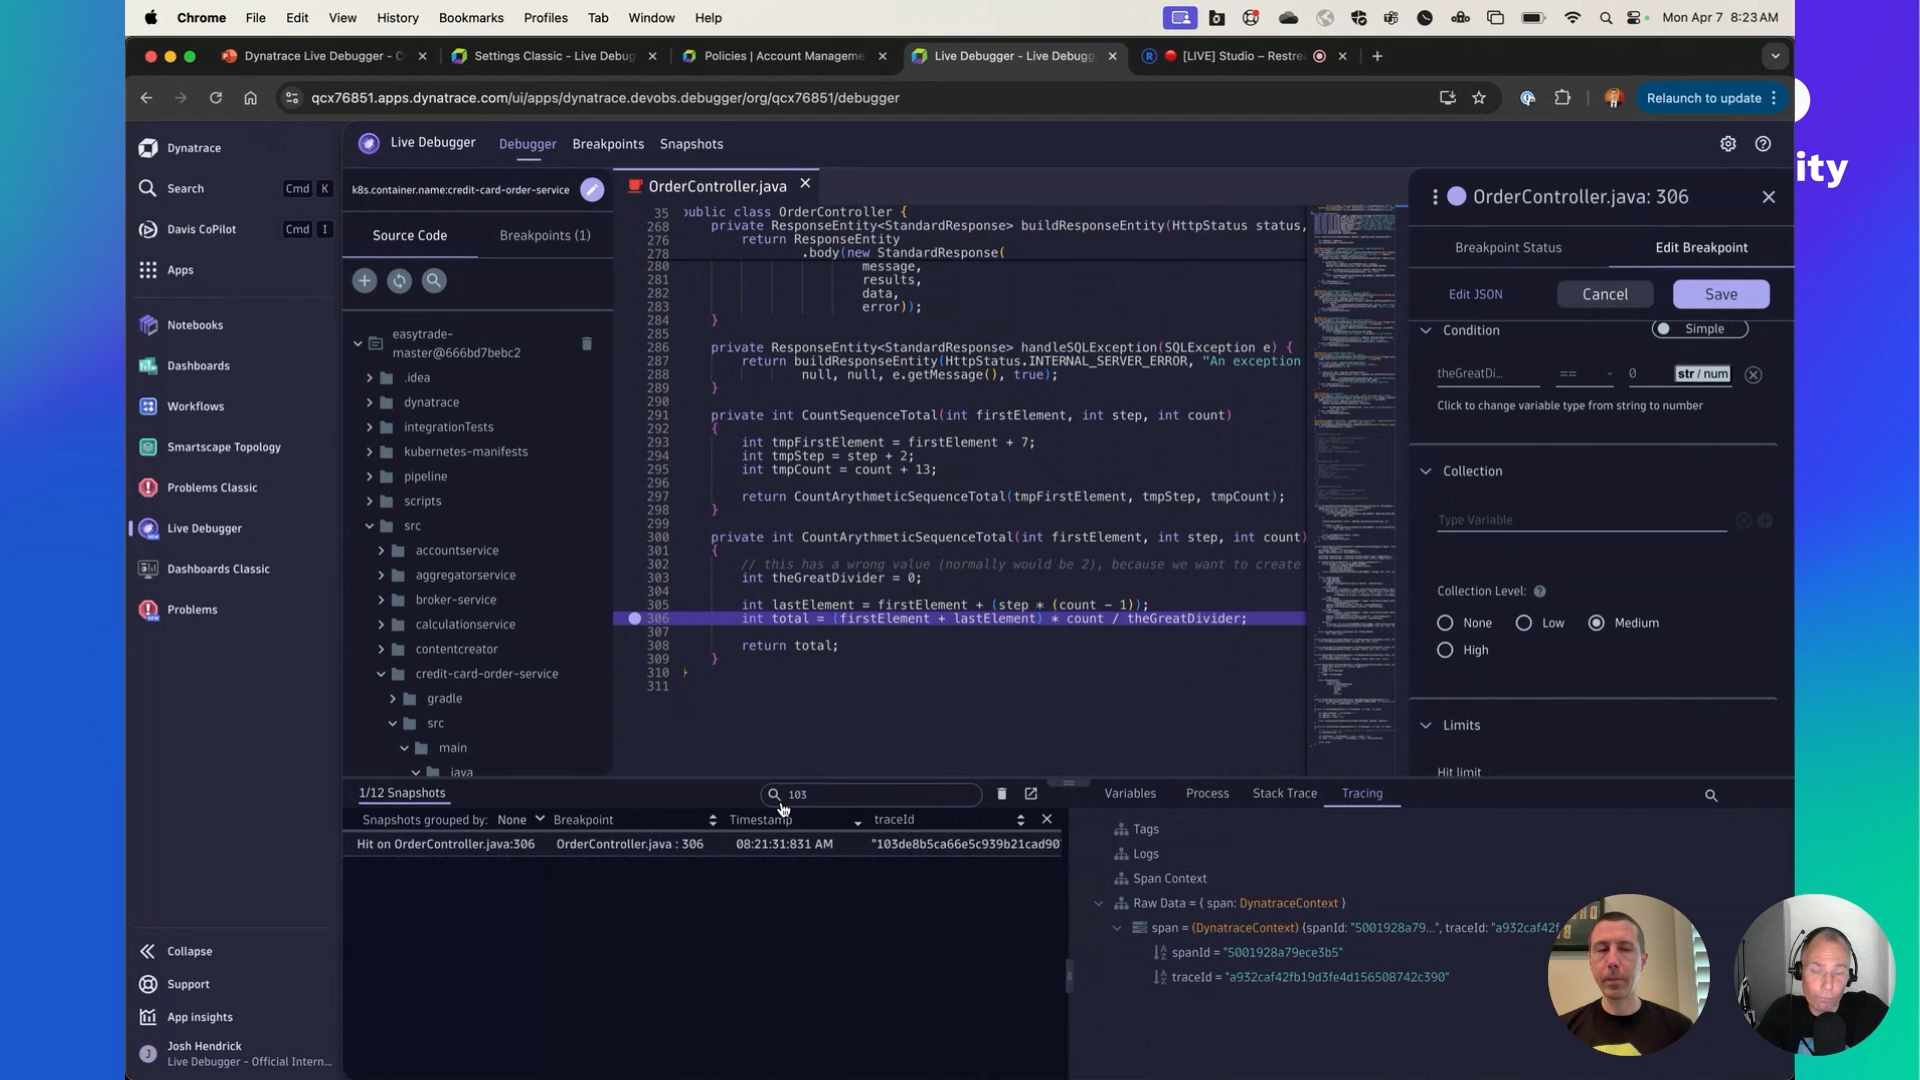 Chrome File Edit View History Bookmarks Profiles Tab Window Help
Mon Apr 7 8:23 AM
Dynatrace Live Debugger - C
Settings Classic - Live Debug
Policies | Account Manageme
Live Debugger - Live Debugg
[LIVE] Studio – Restre
qcx76851.apps.dynatrace.com/ui/apps/dynatrace.devobs.debugger/org/qcx76851/debugger
Relaunch to update
ity
Dynatrace
Search Cmd K
Davis CoPilot Cmd I
Apps
Notebooks
Dashboards
Workflows
Smartscape Topology
Problems Classic
Live Debugger
Dashboards Classic
Problems
Collapse
Support
App insights
J Josh Hendrick
Live Debugger - Official Intern...
Live Debugger Debugger Breakpoints Snapshots
k8s.container.name:credit-card-order-service
Source Code Breakpoints (1)
easytrade-
master@666bd7bebc2
.idea
dynatrace
integrationTests
kubernetes-manifests
pipeline
scripts
src
accountservice
aggregatorservice
broker-service
calculationservice
contentcreator
credit-card-order-service
gradle
src
main
java
OrderController.java
35 public class OrderController {
268 private ResponseEntity<StandardResponse> buildResponseEntity(HttpStatus status,
276 return ResponseEntity
278 .body(new StandardResponse(
280 message,
281 results,
282 data,
283 error));
284 }
285
286 private ResponseEntity<StandardResponse> handleSQLException(SQLException e) {
287 return buildResponseEntity(HttpStatus.INTERNAL_SERVER_ERROR, "An exception
288 null, null, e.getMessage(), true);
289 }
290
291 private int CountSequenceTotal(int firstElement, int step, int count)
292 {
293 int tmpFirstElement = firstElement + 7;
294 int tmpStep = step + 2;
295 int tmpCount = count + 13;
296
297 return CountArythmeticSequenceTotal(tmpFirstElement, tmpStep, tmpCount);
298 }
299
300 private int CountArythmeticSequenceTotal(int firstElement, int step, int count)
301 {
302 // this has a wrong value (normally would be 2), because we want to create
303 int theGreatDivider = 0;
304
305 int lastElement = firstElement + (step * (count - 1));
306 int total = (firstElement + lastElement) * count / theGreatDivider;
307
308 return total;
309 }
310 }
311
OrderController.java: 306
Breakpoint Status Edit Breakpoint
Edit JSON Cancel Save
Condition Simple
theGreatDi... == 0 str / num
Click to change variable type from string to number
Collection
Type Variable
Collection Level:
None Low Medium
High
Limits
Hit limit
1/12 Snapshots 103
Snapshots grouped by: None Breakpoint Timestamp traceId
Hit on OrderController.java:306 OrderController.java : 306 08:21:31:831 AM "103de8b5ca66e5c939b21cad90
Variables Process Stack Trace Tracing
Tags
Logs
Span Context
Raw Data = { span: DynatraceContext }
span = (DynatraceContext) {spanId: "5001928a79...", traceId: "a932caf42f
spanId = "5001928a79ece3b5"
traceId = "a932caf42fb19d3fe4d156508742c390"